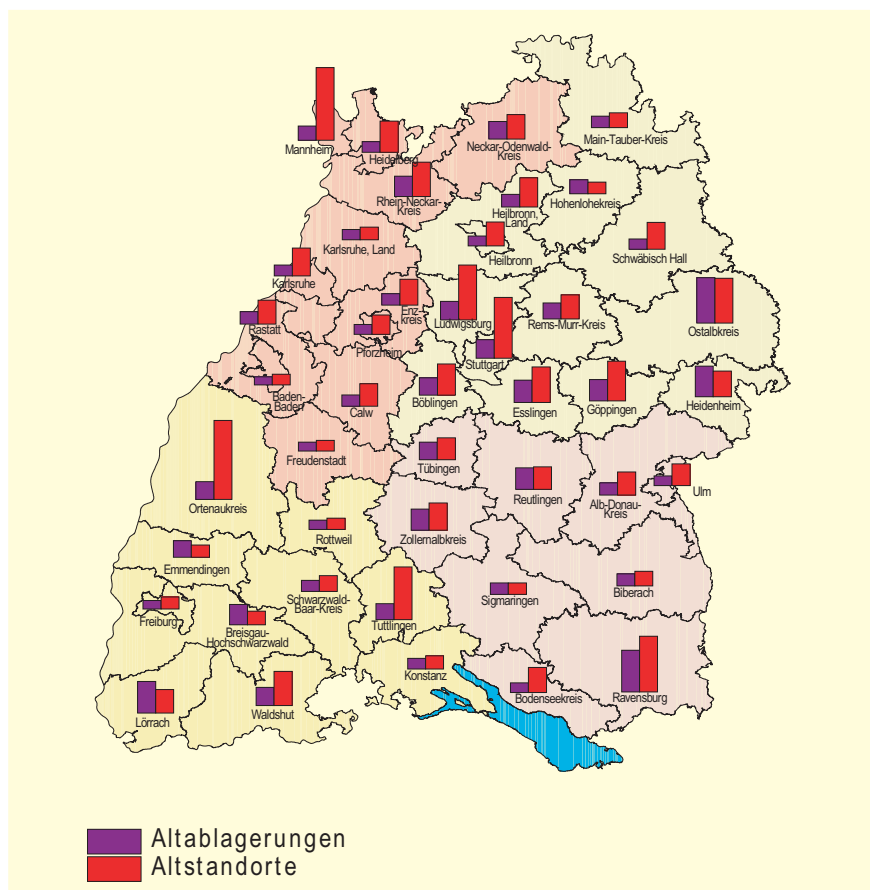 Mannheim
Heidelberg
Neckar-Odenwald-
Kreis
Main-Tauber-Kreis
Rhein-Neckar-
Kreis
Heilbronn,
Land
Hohenlohekreis
Karlsruhe, Land
Heilbronn
Schwäbisch Hall
Karlsruhe
Enz-
kreis
Rastatt
Ludwigsburg
Rems-Murr-Kreis
Ostalbkreis
Pforzheim
Stuttgart
Baden-
Baden
Calw
Böblingen
Esslingen
Göppingen
Heidenheim
Freudenstadt
Tübingen
Reutlingen
Alb-Donau-
Kreis
Ulm
Ortenaukreis
Rottweil
Zollernalbkreis
Emmendingen
Schwarzwald-
Baar-Kreis
Sigmaringen
Biberach
Freiburg
Breisgau-
Hochschwarzwald
Tuttlingen
Konstanz
Bodenseekreis
Ravensburg
Lörrach
Waldshut
Altablagerungen
Altstandorte